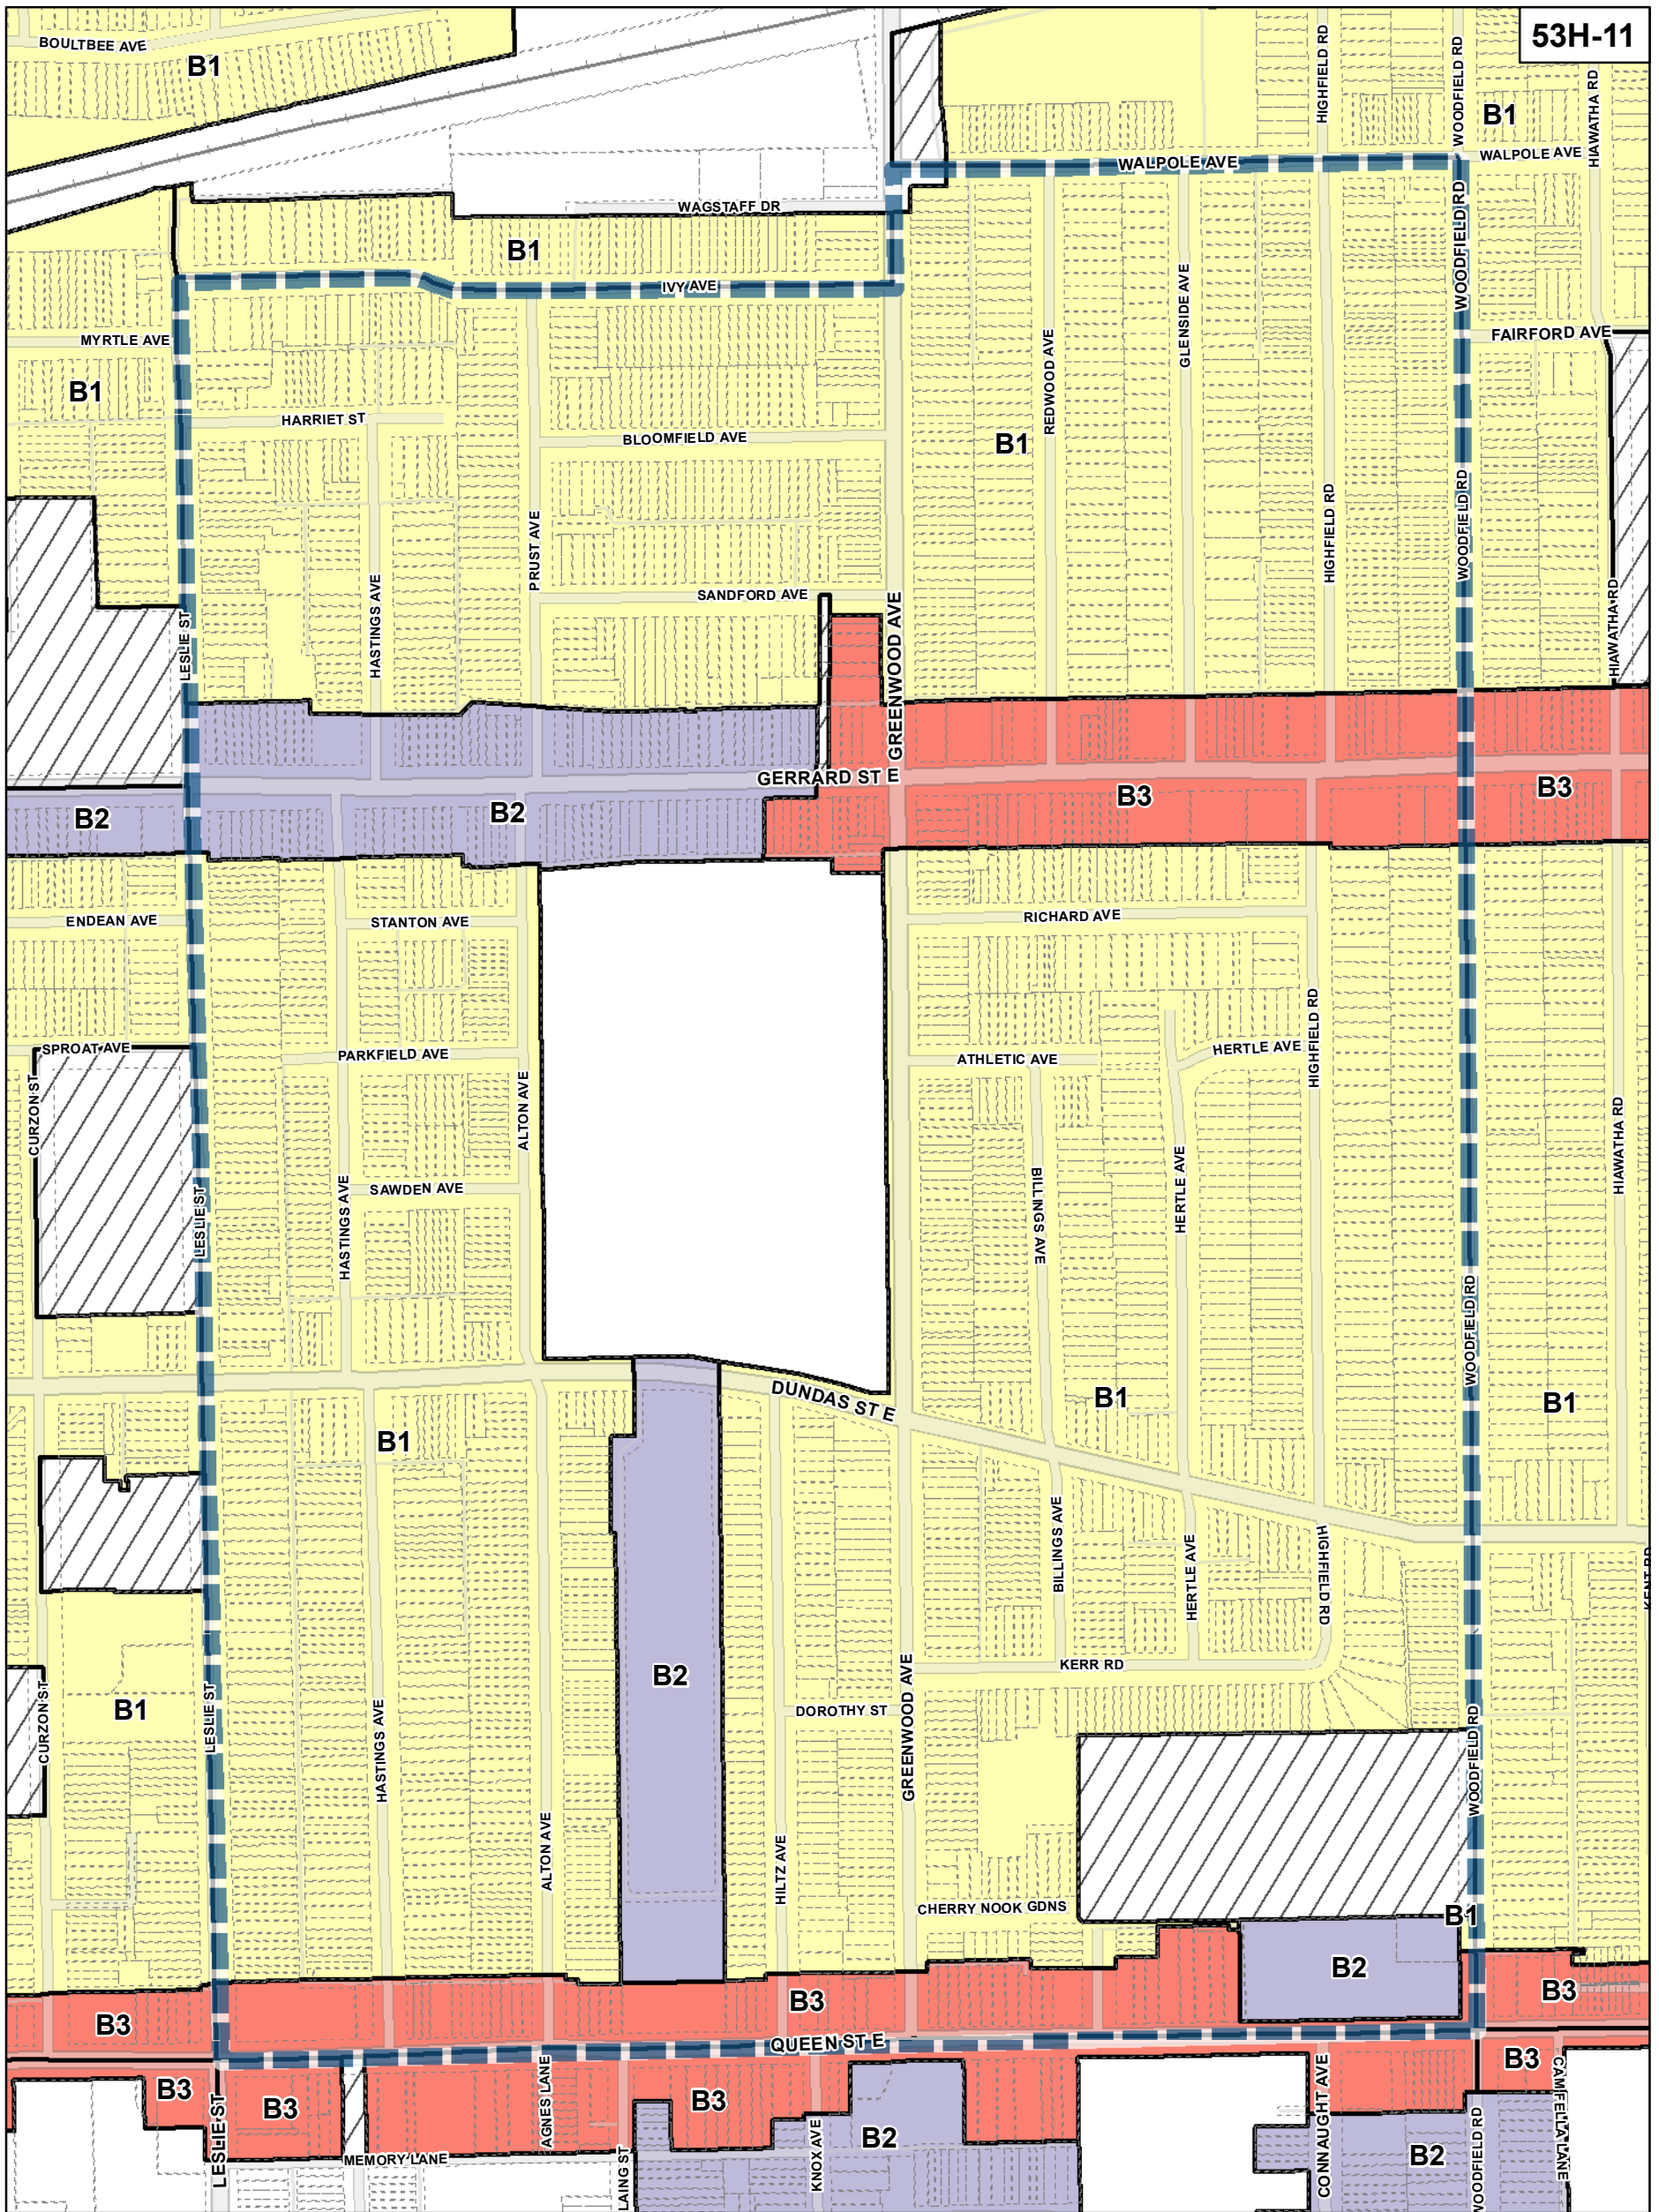 53H-11
BOULTBEE AVE
B1
HIGHFIELD RD
WOODFIELD RD
HIAWATHA RD
B1
WALPOLE AVE
WALPOLE AVE
WAGSTAFF DR
WOODFIELD RD
B1
IVY AVE
GLENSIDE AVE
MYRTLE AVE
FAIRFORD AVE
REDWOOD AVE
B1
HARRIET ST
BLOOMFIELD AVE
B1
PRUST AVE
HIGHFIELD RD
WOODFIELD RD
HASTINGS AVE
SANDFORD AVE
LESLIE ST
GREENWOOD AVE
HIAWATHA RD
GERRARD ST E
B2
B2
B3
B3
ENDEAN AVE
STANTON AVE
RICHARD AVE
SPROAT AVE
PARKFIELD AVE
ATHLETIC AVE
HERTLE AVE
HIGHFIELD RD
CURZON ST
ALTON AVE
HIAWATHA RD
LESLIE ST
HASTINGS AVE
SAWDEN AVE
BILLINGS AVE
HERTLE AVE
WOODFIELD RD
DUNDAS ST E
B1
B1
B1
BILLINGS AVE
HERTLE AVE
HIGHFIELD RD
KENT RD
B2
KERR RD
B1
CURZON ST
LESLIE ST
HASTINGS AVE
DOROTHY ST
GREENWOOD AVE
WOODFIELD RD
ALTON AVE
HILTZ AVE
CHERRY NOOK GDNS
B1
B2
B3
B3
B3
QUEEN ST E
B3
B3
B3
B3
LESLIE ST
AGNES LANE
MEMORY LANE
LAING ST
KNOX AVE
B2
CONNAUGHT AVE
B2
WOODFIELD RD
CAMFELLA LANE